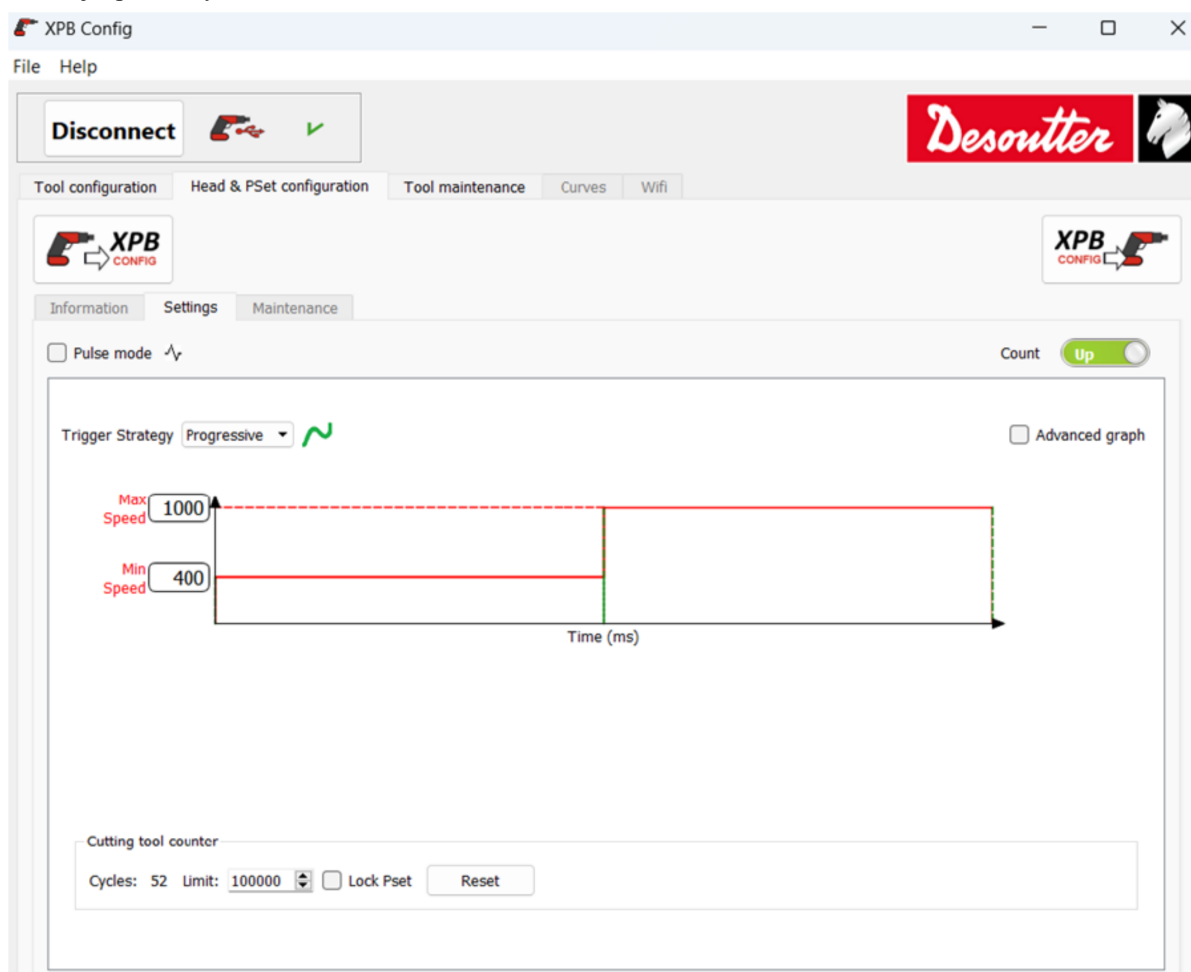 XPB Config
File Help
Disconnect
Desoutter
Tool configuration Head & PSet configuration Tool maintenance Curves Wifi
XPB
CONFIG
XPB
CONFIG
Information Settings Maintenance
Pulse mode
Count Up
Trigger Strategy Progressive
Advanced graph
Max
Speed
1000
Min
Speed
400
Time (ms)
Cutting tool counter
Cycles: 52 Limit: 100000 Lock Pset Reset